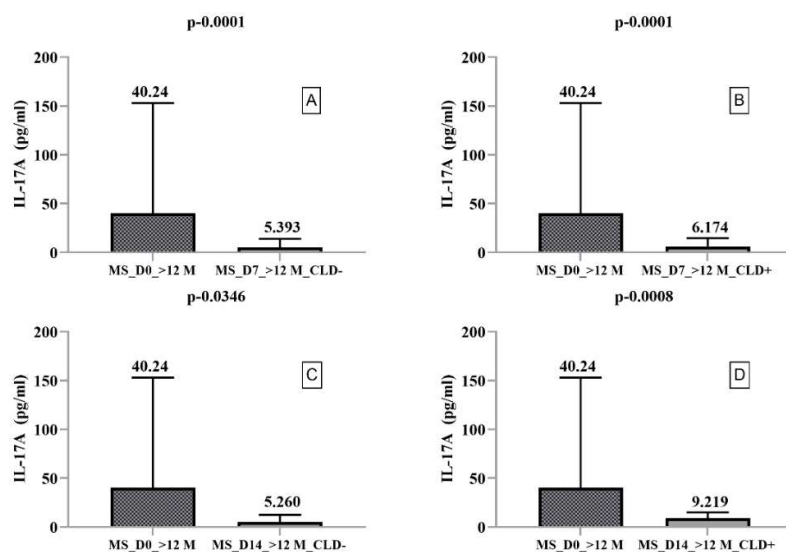 p-0.0001
200
150
100
50
0
IL-17A (pg/ml)
40.24
5.393
A
MS_D0_>12 M MS_D7_>12 M_CLD-
p-0.0001
200
150
100
50
0
IL-17A (pg/ml)
40.24
6.174
B
MS_D0_>12 M MS_D7_>12 M_CLD+
p-0.0346
200
150
100
50
0
IL-17A (pg/ml)
40.24
5.260
C
MS_D0_>12 M MS_D14_>12 M_CLD-
p-0.0008
200
150
100
50
0
IL-17A (pg/ml)
40.24
9.219
D
MS_D0_>12 M MS_D14_>12 M_CLD+